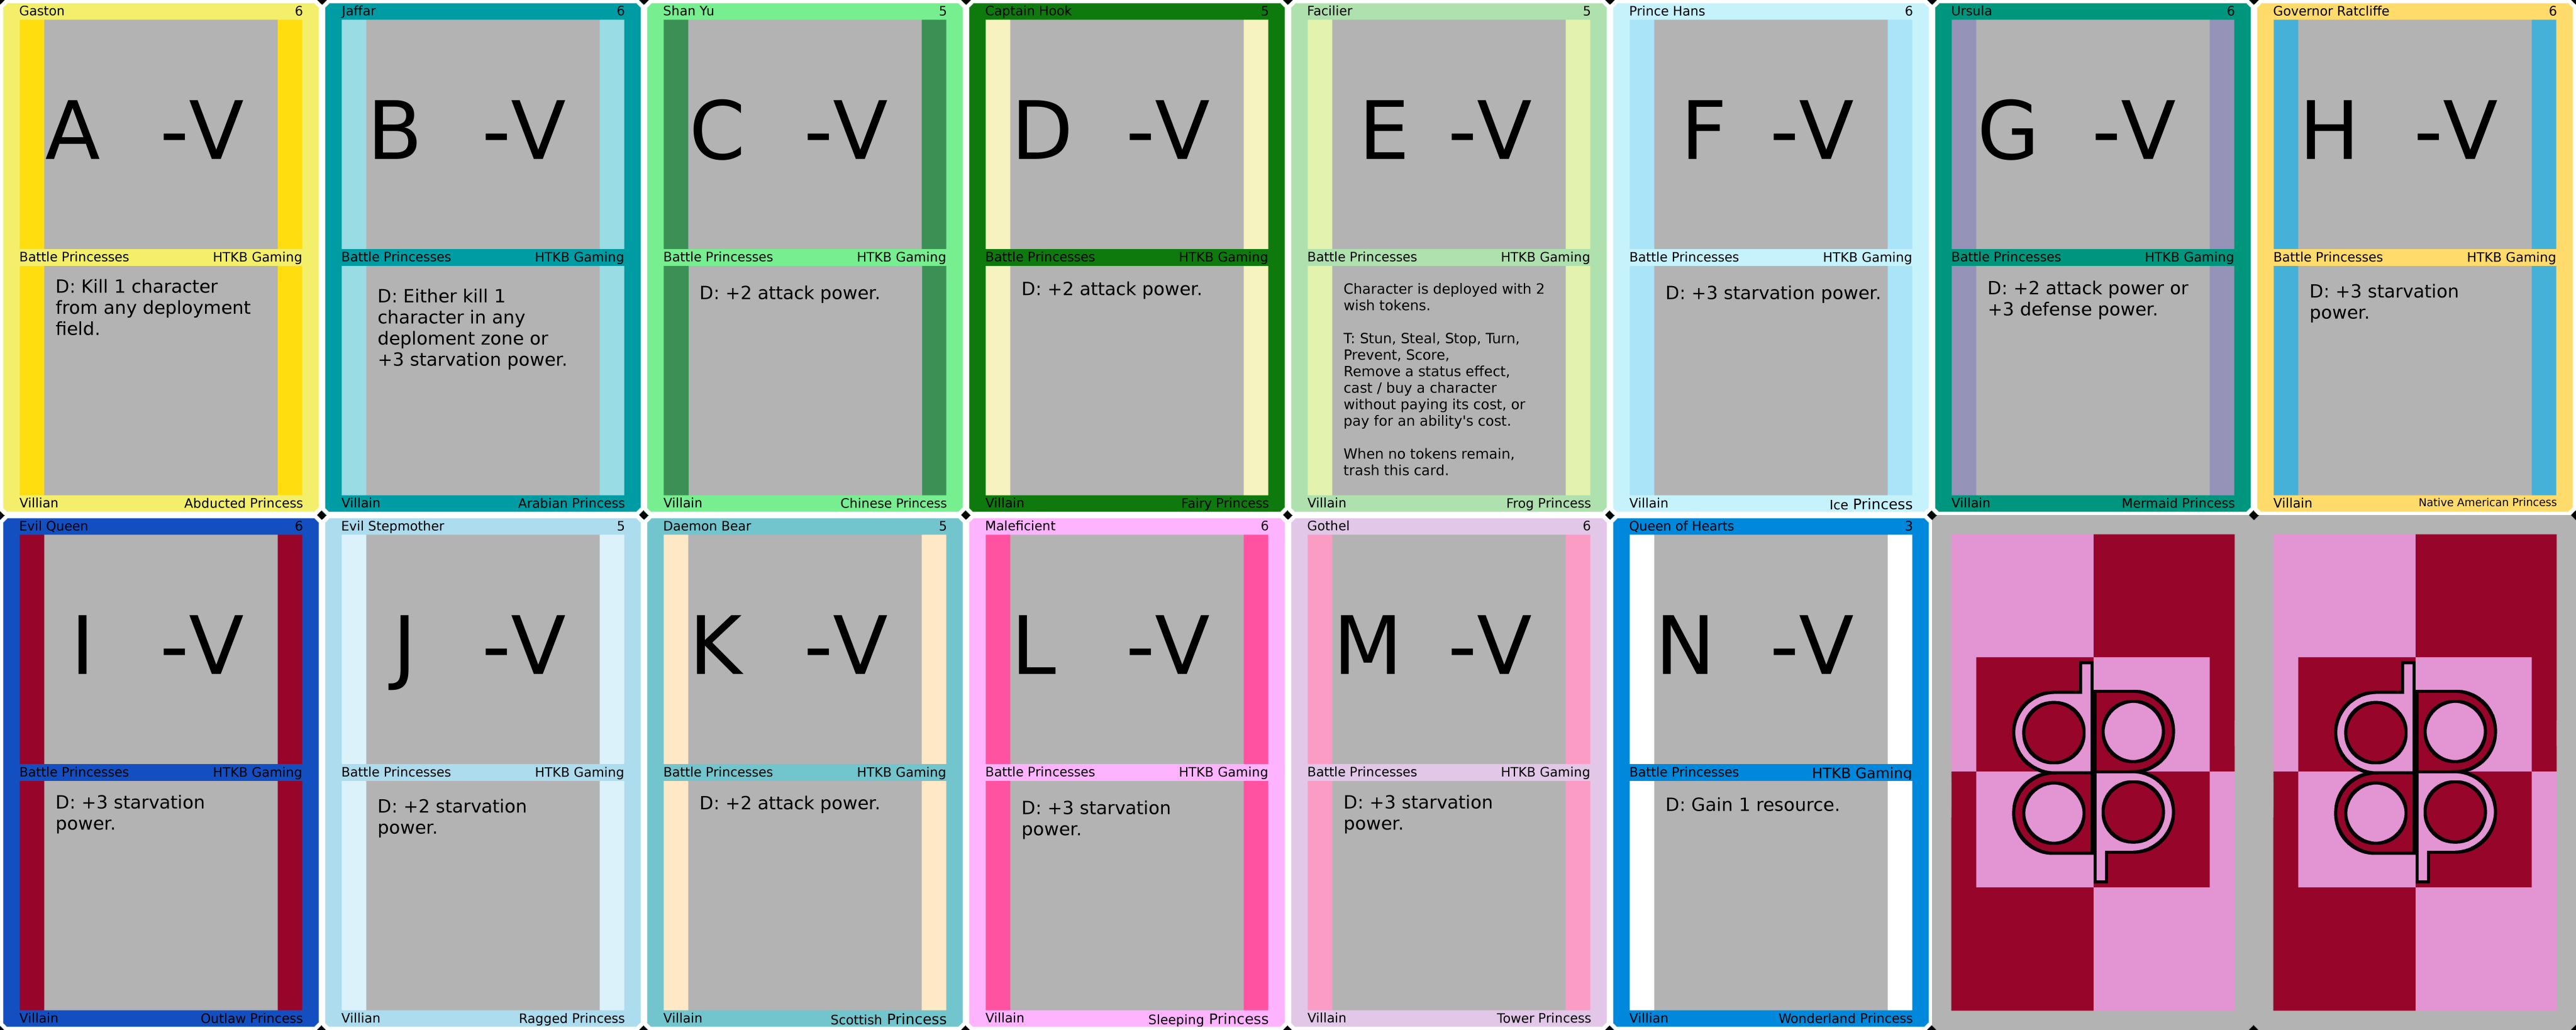 Gaston 6
A -V
Battle Princesses HTKB Gaming
D: Kill 1 character
from any deployment
field.
Villian Abducted Princess
Jaffar 6
B -V
Battle Princesses HTKB Gaming
D: Either kill 1
character in any
deploment zone or
+3 starvation power.
Villain Arabian Princess
Shan Yu 5
C -V
Battle Princesses HTKB Gaming
D: +2 attack power.
Villain Chinese Princess
Captain Hook 5
D -V
Battle Princesses HTKB Gaming
D: +2 attack power.
Villain Fairy Princess
Facilier 5
E -V
Battle Princesses HTKB Gaming
Character is deployed with 2
wish tokens.
T: Stun, Steal, Stop, Turn,
Prevent, Score,
Remove a status effect,
cast / buy a character
without paying its cost, or
pay for an ability's cost.
When no tokens remain,
trash this card.
Villain Frog Princess
Prince Hans 6
F -V
Battle Princesses HTKB Gaming
D: +3 starvation power.
Villain Ice Princess
Ursula 6
G -V
Battle Princesses HTKB Gaming
D: +2 attack power or
+3 defense power.
Villain Mermaid Princess
Governor Ratcliffe 6
H -V
Battle Princesses HTKB Gaming
D: +3 starvation
power.
Villain Native American Princess
Evil Queen 6
I -V
Battle Princesses HTKB Gaming
D: +3 starvation
power.
Villain Outlaw Princess
Evil Stepmother 5
J -V
Battle Princesses HTKB Gaming
D: +2 starvation
power.
Villian Ragged Princess
Daemon Bear 5
K -V
Battle Princesses HTKB Gaming
D: +2 attack power.
Villain Scottish Princess
Maleficient 6
L -V
Battle Princesses HTKB Gaming
D: +3 starvation
power.
Villain Sleeping Princess
Gothel 6
M -V
Battle Princesses HTKB Gaming
D: +3 starvation
power.
Villain Tower Princess
Queen of Hearts 3
N -V
Battle Princesses HTKB Gaming
D: Gain 1 resource.
Villian Wonderland Princess